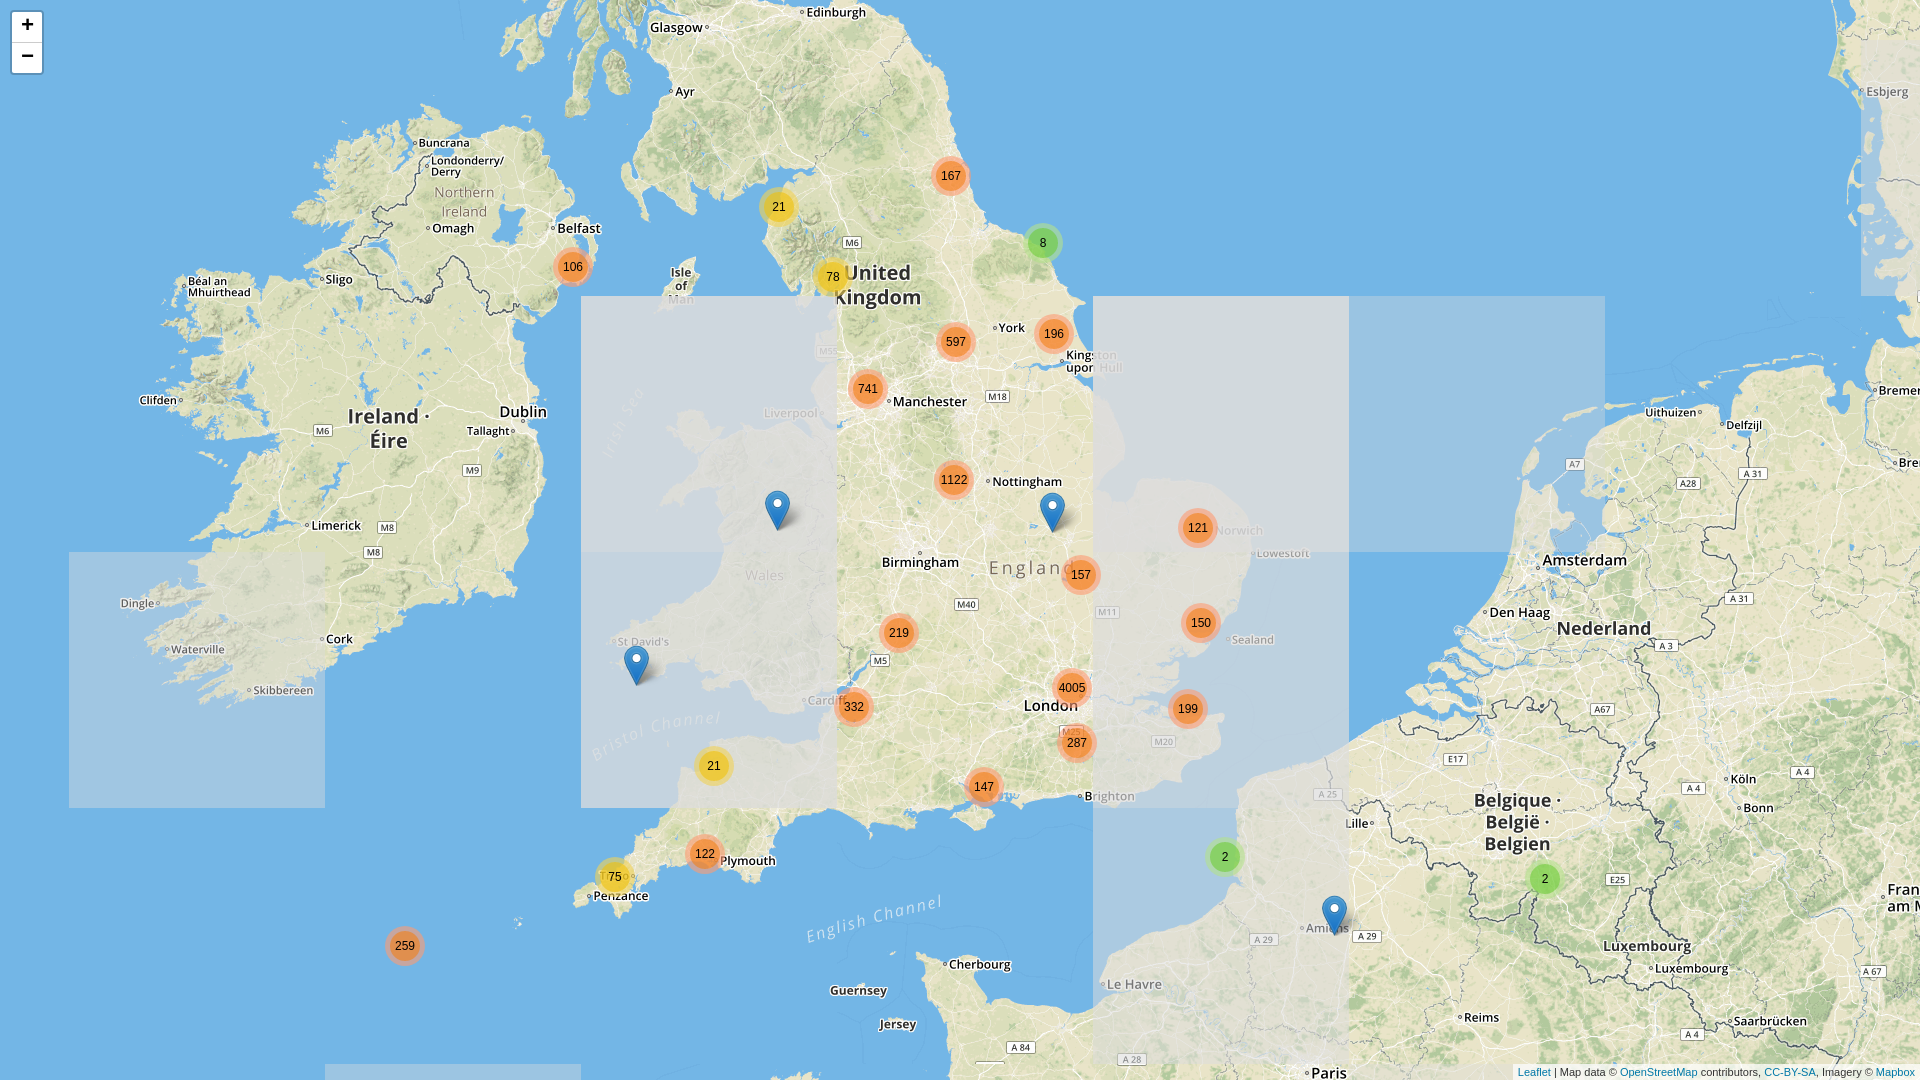 +
−
Edinburgh
Glasgow
Ayr
Esbjerg
Buncrana
Londonderry/
Derry
Northern
Ireland
Omagh
Belfast
167
21
8
106
M6
78
United
Kingdom
Isle
of
Man
Sligo
Béal an
Mhuirthead
York
196
597
Kingston
upon Hull
M55
741
Manchester
M18
Liverpool
Irish Sea
Clifden
Dublin
Tallaght
Ireland ·
Éire
M6
M9
Uithuizen
Delfzijl
Bremer
A7
A 31
A28
Bre
1122
Nottingham
Limerick
M8
M8
121
Norwich
Lowestoft
Birmingham
England
157
Wales
Amsterdam
M40
M11
Dingle
A 31
Den Haag
Nederland
150
Sealand
219
M5
A 3
Cork
Waterville
Skibbereen
St David's
4005
London
Cardiff
332
199
A67
M25
287
M20
Bristol Channel
21
147
Brighton
E17
A 25
Köln
A 4
A 4
Bonn
Belgique ·
België ·
Belgien
Lille
122
Plymouth
75
Penzance
2
2
E25
Fran
am M
English Channel
259
Amiens
A 29
A 29
Luxembourg
Luxembourg
A 67
Cherbourg
Le Havre
Guernsey
Jersey
Reims
Saarbrücken
A 84
A 28
A 4
Paris
Leaflet | Map data © OpenStreetMap contributors, CC-BY-SA, Imagery © Mapbox